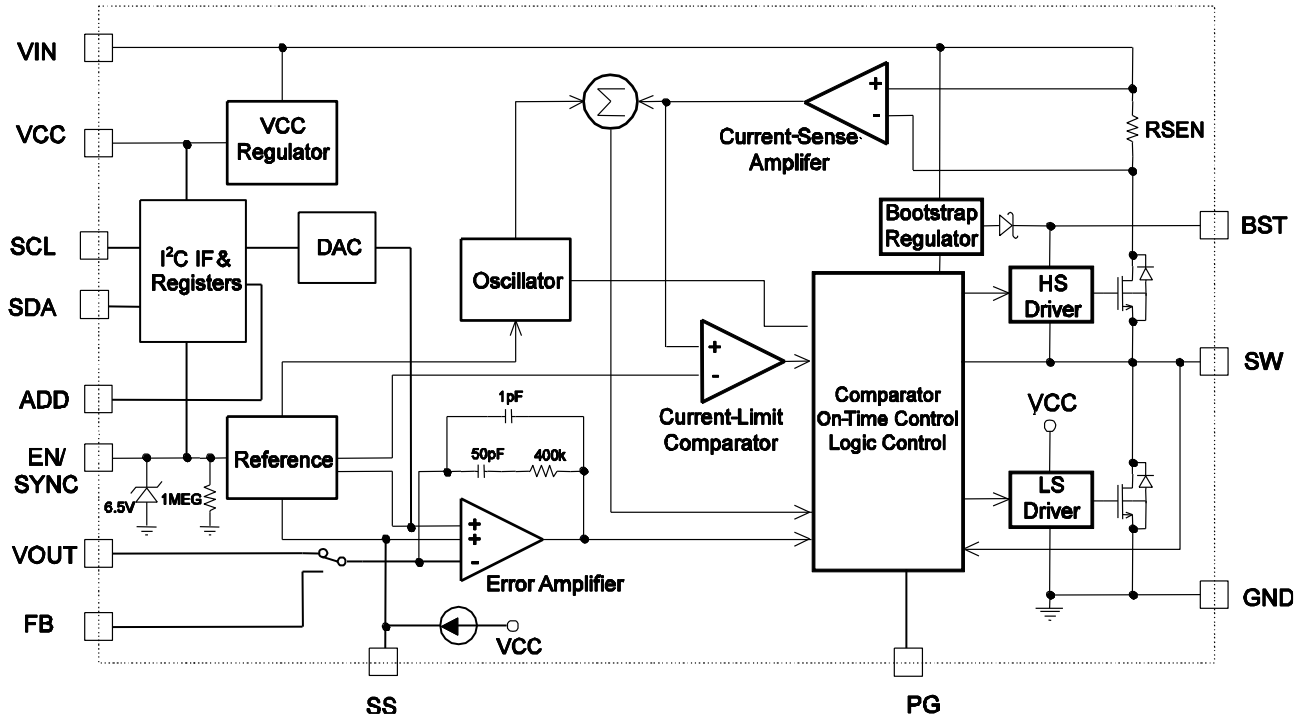 VIN
VCC
VCC
Regulator
Σ
+
-
Current-Sense
Amplifer
RSEN
SCL
SDA
I²C IF &
Registers
DAC
Oscillator
Bootstrap
Regulator
BST
HS
Driver
SW
ADD
+
-
Current-Limit
Comparator
Comparator
On-Time Control
Logic Control
VCC
LS
Driver
1pF
50pF
400k
EN/
SYNC
Reference
6.5V
1MEG
VOUT
+
+
-
Error Amplifier
FB
VCC
GND
SS
PG